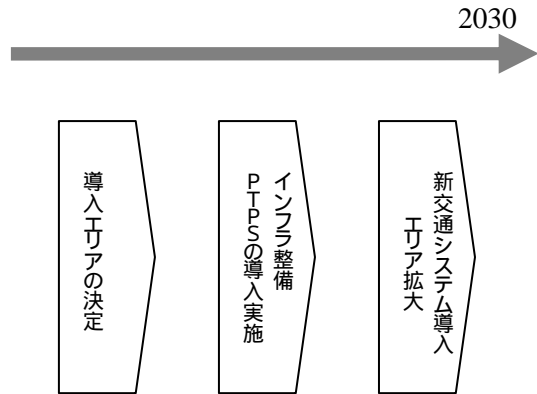 2030
導入エリアの決定
インフラ整備
PTPSの導入実施
新交通システム導入
エリア拡大